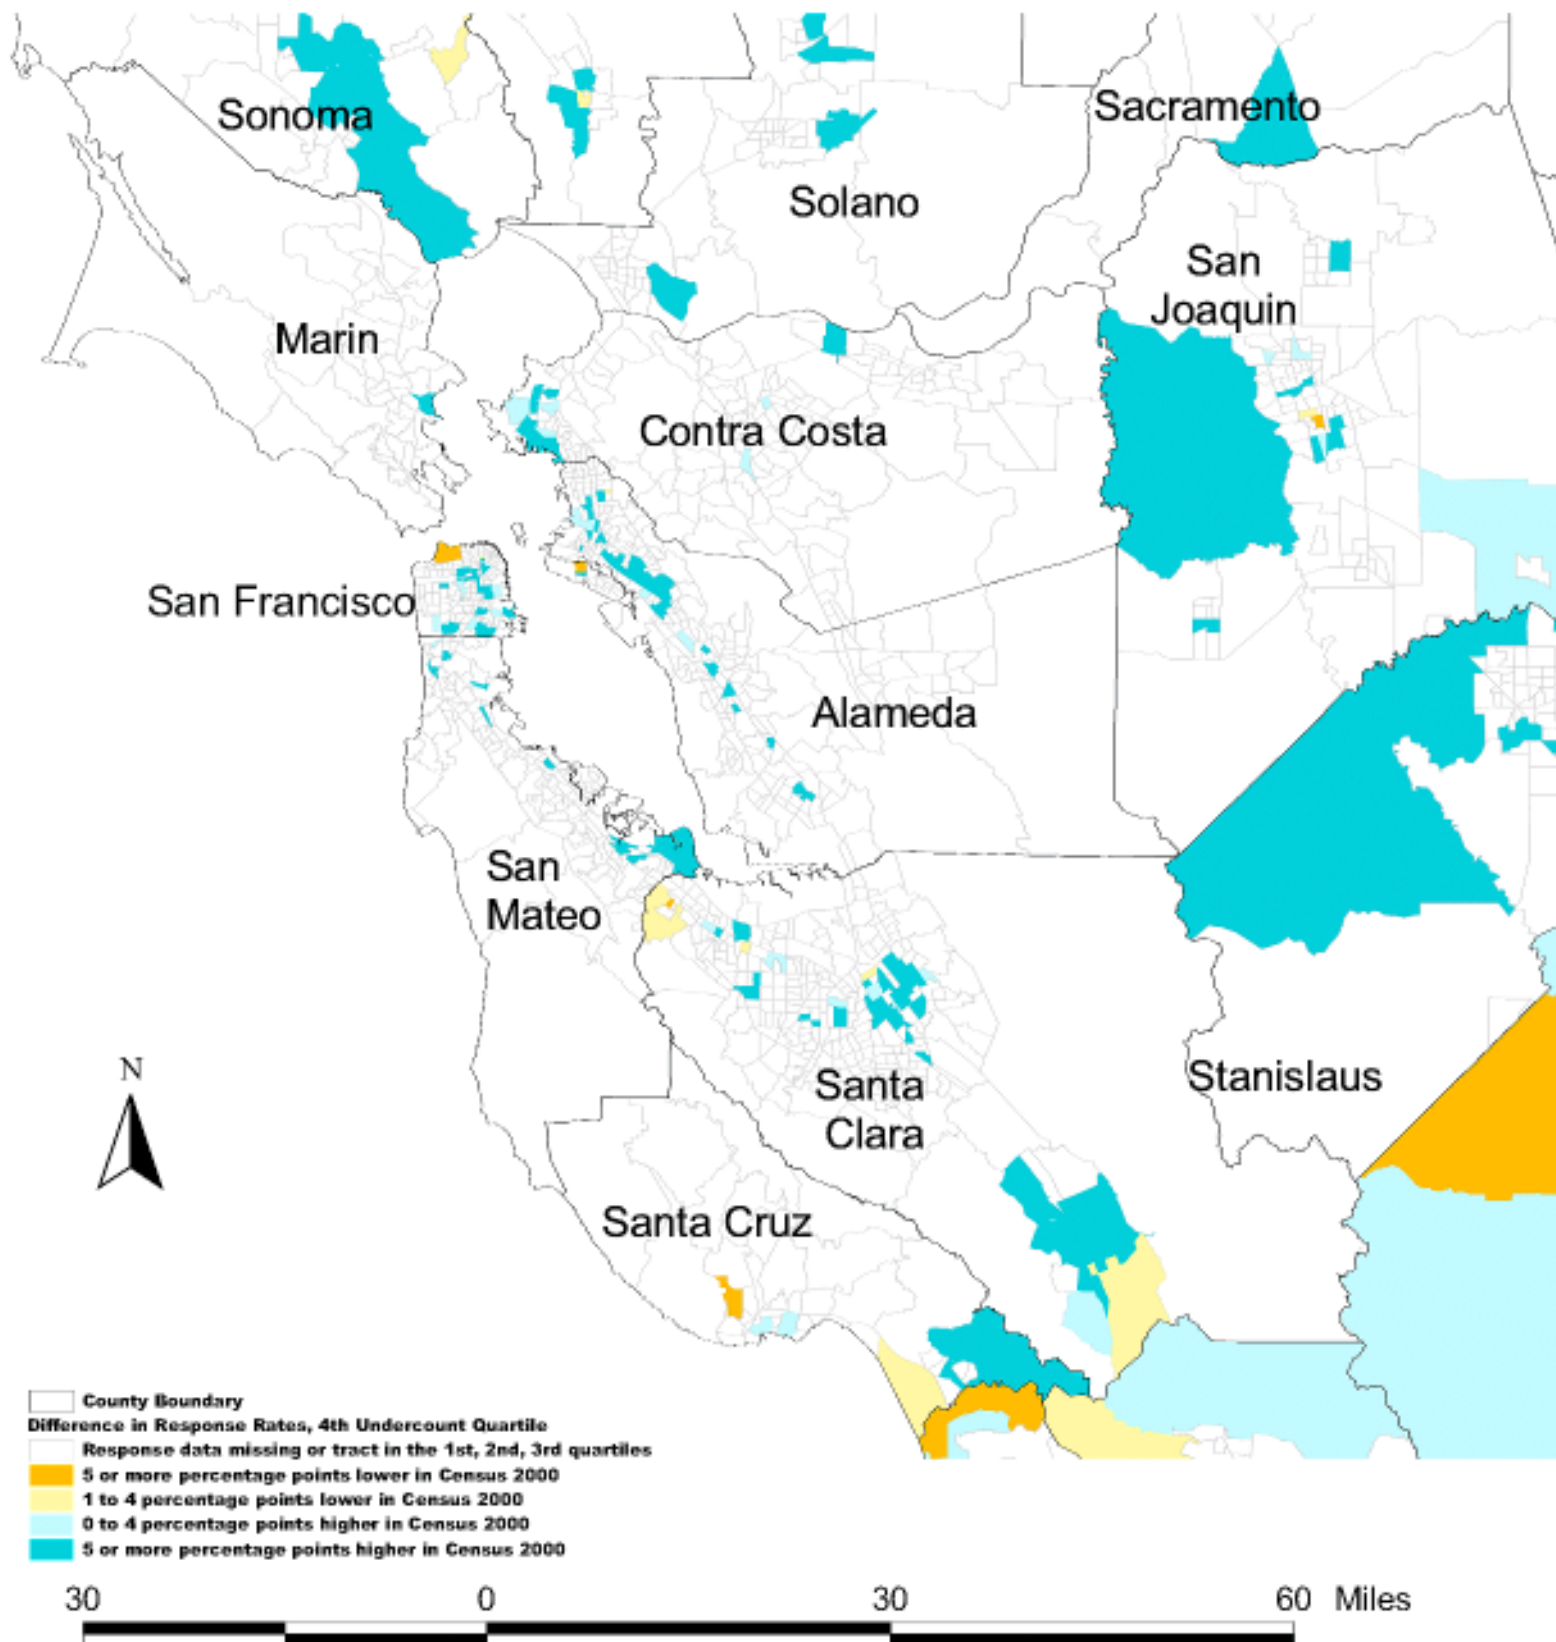 Sonoma
Sacramento
Solano
San
Joaquin
Marin
Contra Costa
San Francisco
Alameda
San
Mateo
N
Stanislaus
Santa
Clara
Santa Cruz
County Boundary
Difference in Response Rates, 4th Undercount Quartile
Response data missing or tract in the 1st, 2nd, 3rd quartiles
5 or more percentage points lower in Census 2000
1 to 4 percentage points lower in Census 2000
0 to 4 percentage points higher in Census 2000
5 or more percentage points higher in Census 2000
30 0 30 60 Miles